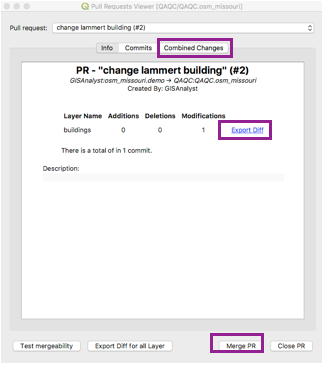 Pull Requests Viewer [QAQC/QAQC.osm_missouri]
Pull request: change lammert building (#2)
Info Commits Combined Changes
PR - "change lammert building" (#2)
GISAnalyst:osm_missouri.demo → QAQC:QAQC.osm_missouri
Created By: GISAnalyst
Layer Name Additions Deletions Modifications
buildings 0 0 1 Export Diff
There is a total of in 1 commit.
Description:
Test mergeability Export Diff for all Layer Merge PR Close PR